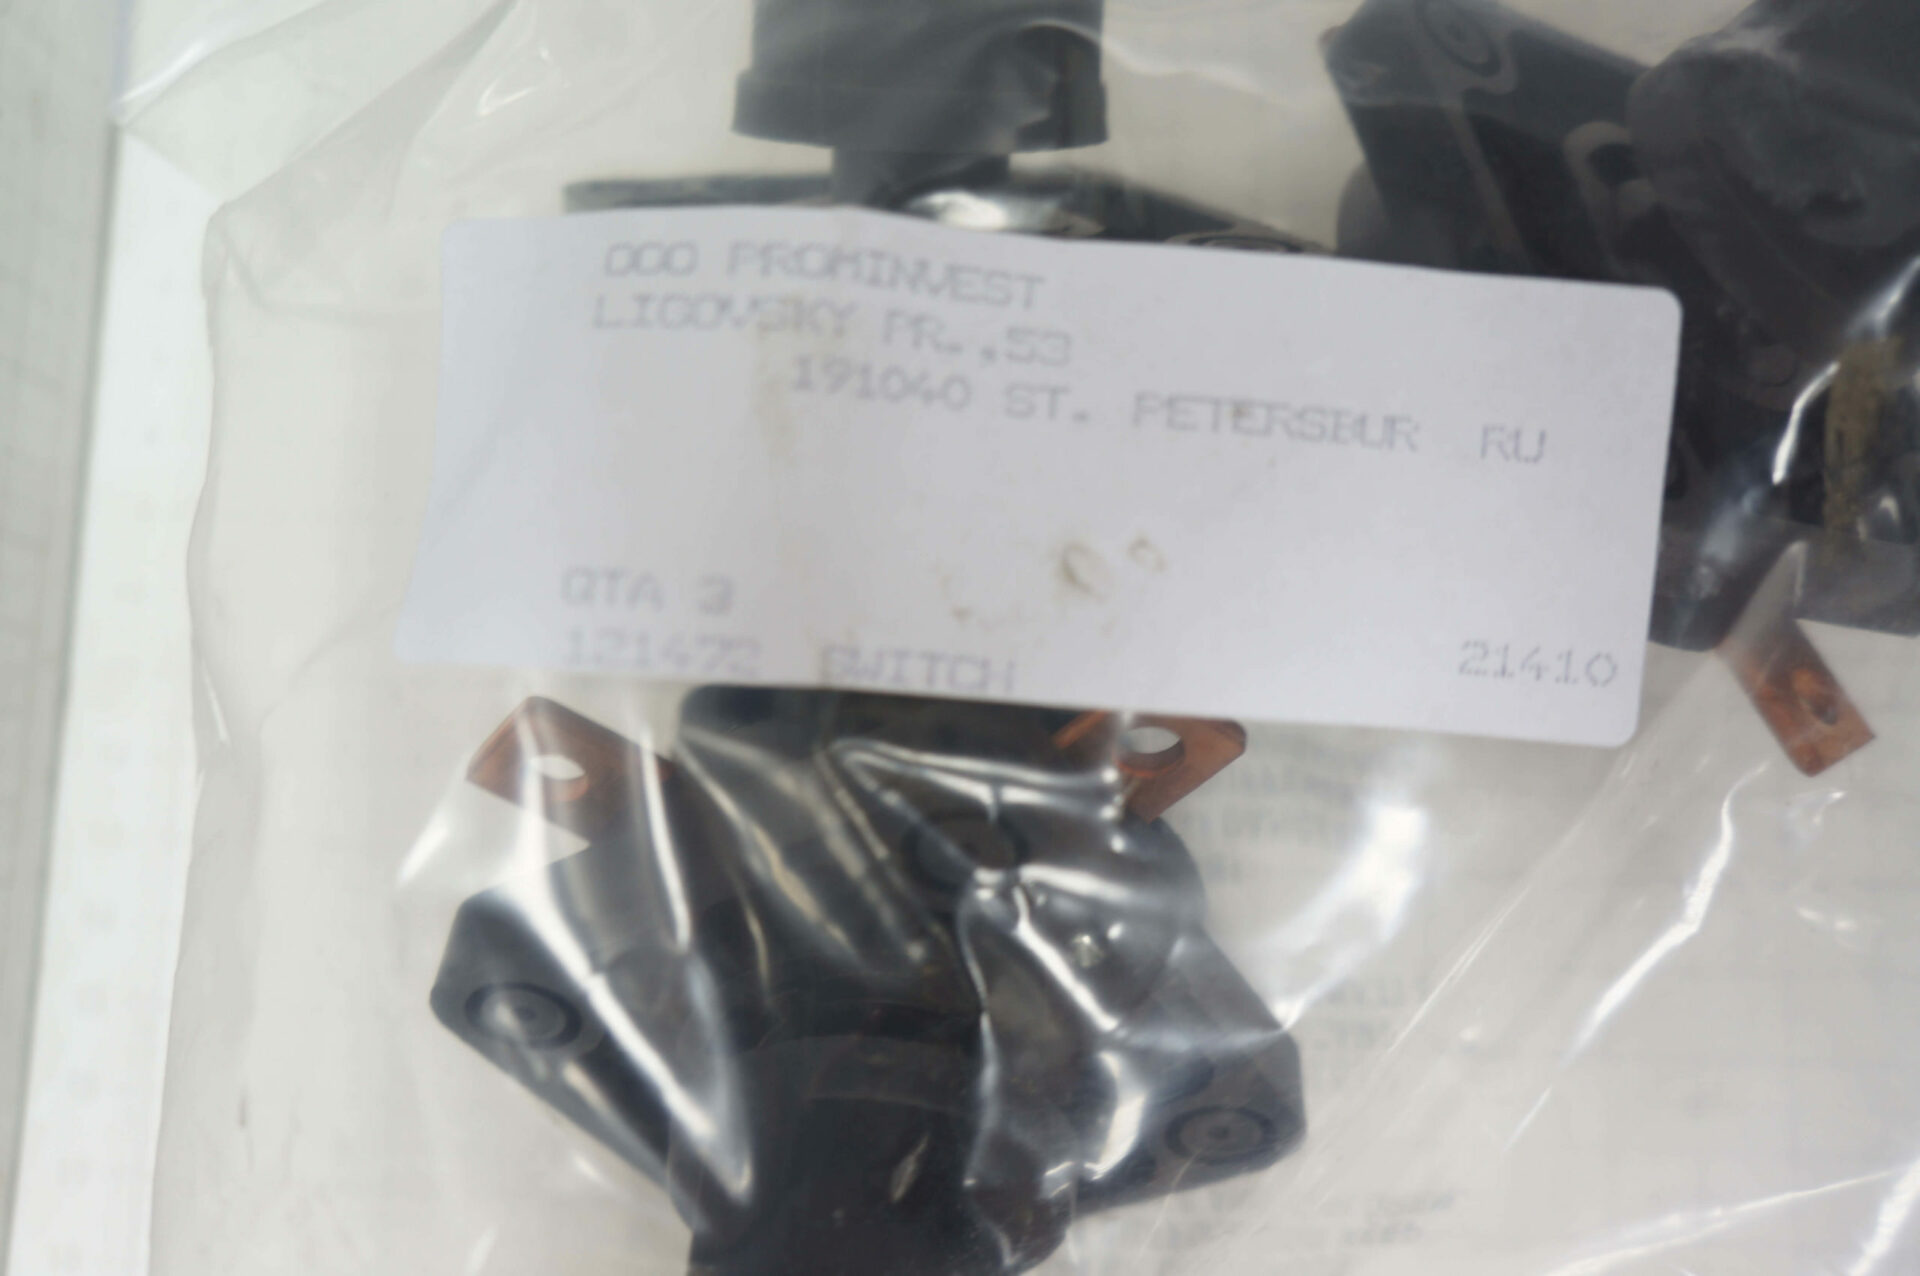 OOO PROMINVEST
LIGOVSKY PR.,53
191040 ST. PETERSBUR RU
QTA 3
121472 SWITCH 21410